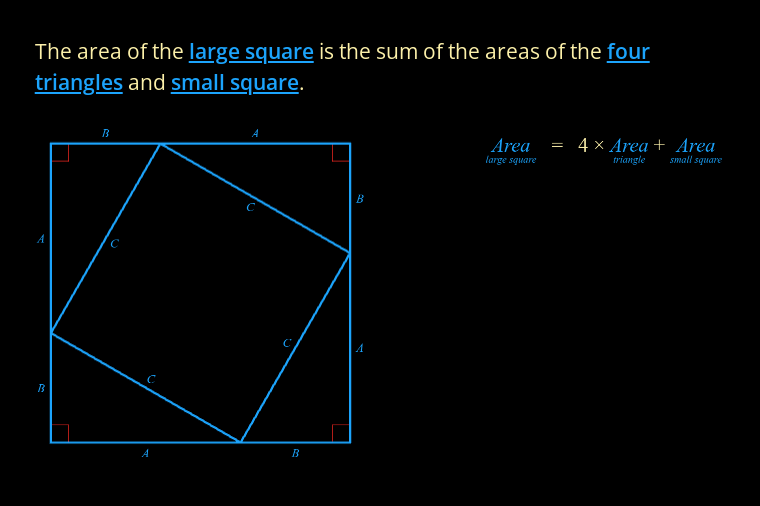 The area of the large square is the sum of the areas of the four
triangles and small square.
B A
Area = 4 × Area + Area
large square triangle small square
B
C
A C
C A
C
B
A B